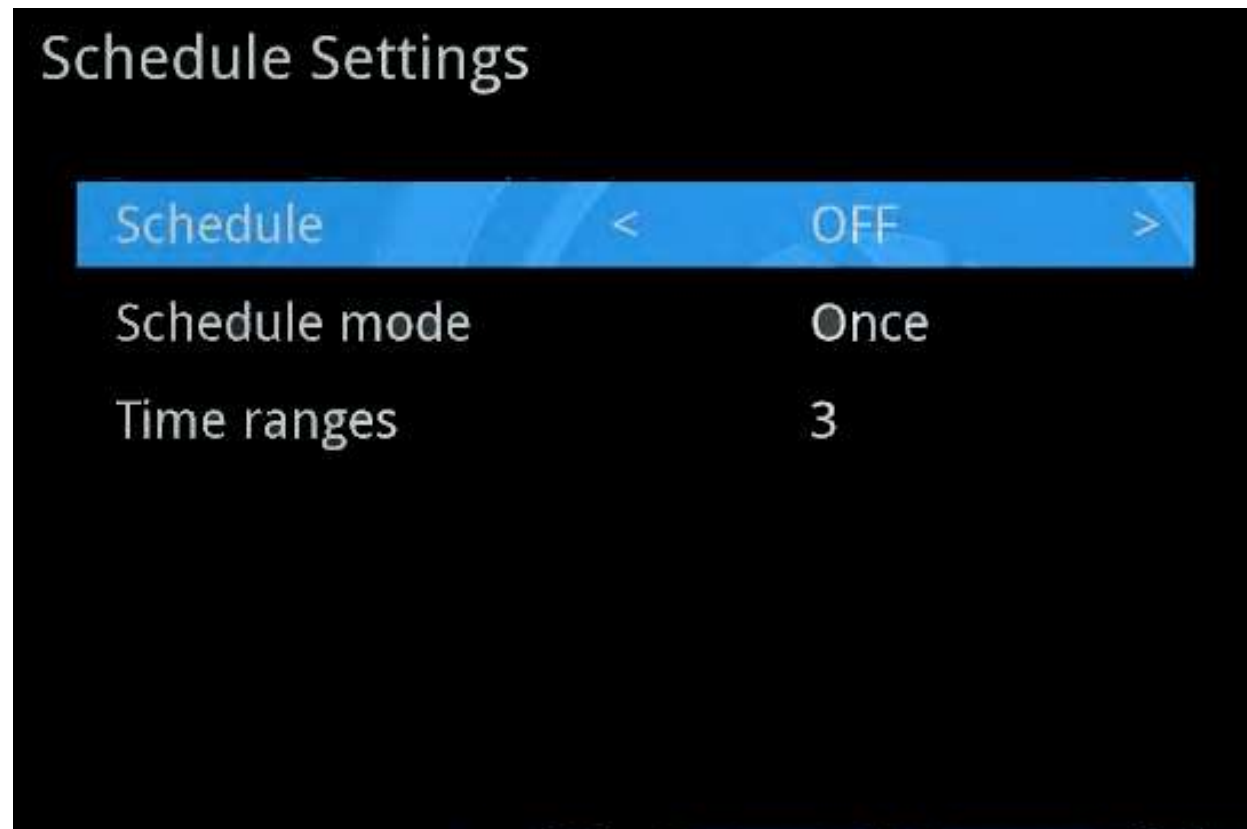 Schedule Settings
Schedule < OFF >
Schedule mode Once
Time ranges 3